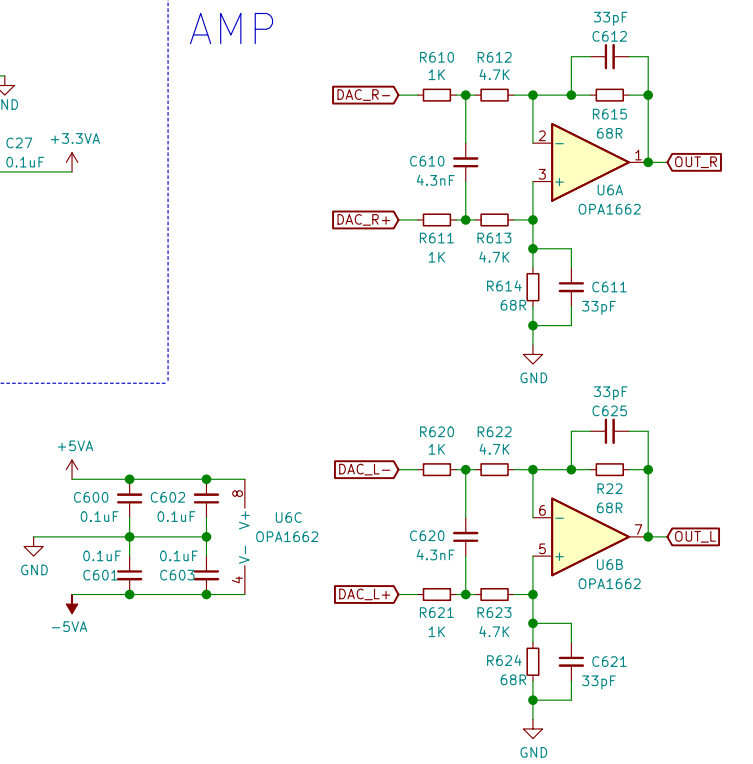 AMP
ND
C27
0.1uF
+3.3VA
33pF
C612
R610
1K
R612
4.7K
DAC_R-
R615
68R
C610
4.3nF
2
-
3
+
1
OUT_R
U6A
OPA1662
DAC_R+
R611
1K
R613
4.7K
R614
68R
C611
33pF
GND
+5VA
C600
0.1uF
C602
0.1uF
8
V+
U6C
OPA1662
GND
0.1uF
C601
0.1uF
C603
V-
4
-5VA
33pF
C625
R620
1K
R622
4.7K
DAC_L-
R22
68R
C620
4.3nF
6
-
5
+
7
OUT_L
U6B
OPA1662
DAC_L+
R621
1K
R623
4.7K
R624
68R
C621
33pF
GND